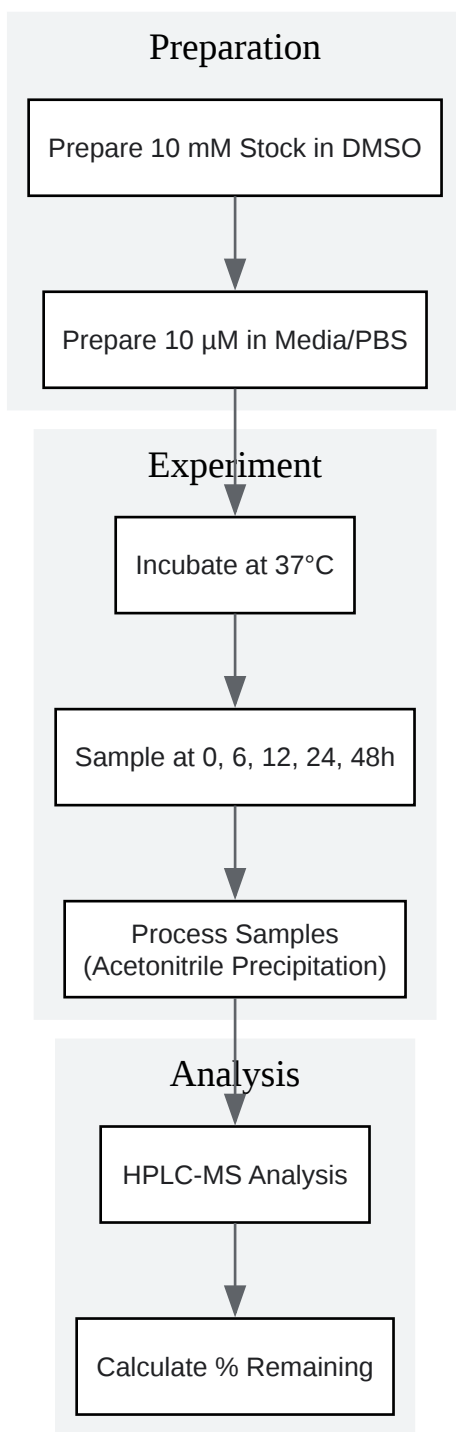 Preparation
Prepare 10 mM Stock in DMSO
Prepare 10 µM in Media/PBS
Experiment
Incubate at 37°C
Sample at 0, 6, 12, 24, 48h
Process Samples
(Acetonitrile Precipitation)
Analysis
HPLC-MS Analysis
Calculate % Remaining